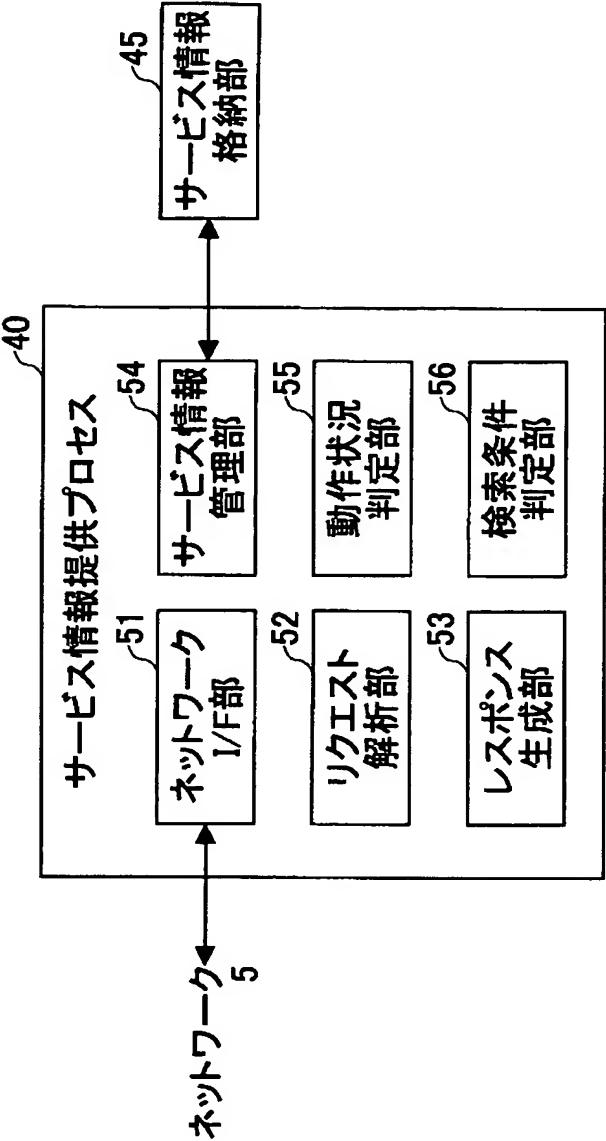 40
サービス情報提供プロセス
ネットワーク
5
51
ネットワーク
I/F部
54
サービス情報
管理部
45
サービス情報
格納部
52
リクエスト
解析部
55
動作状況
判定部
53
レスポンス
生成部
56
検索条件
判定部